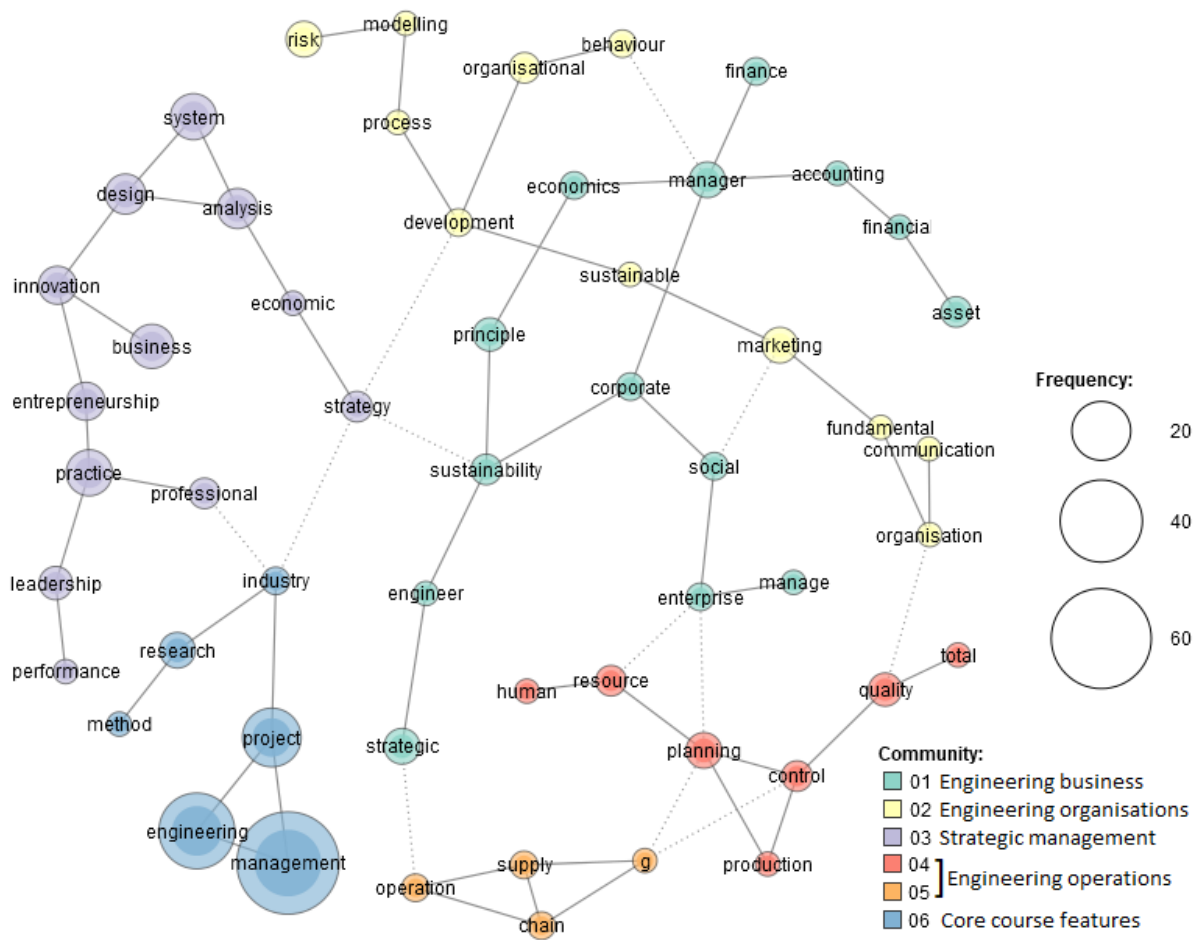 modelling
risk
behaviour
organisational
finance
system
process
accounting
manager
economics
design
analysis
development
financial
sustainable
innovation
economic
asset
principle
business
marketing
corporate
entrepreneurship
strategy
fundamental
communication
sustainability
social
practice
professional
organisation
leadership
industry
engineer
enterprise
manage
research
total
performance
human
resource
quality
method
project
strategic
planning
control
engineering
management
supply
g
production
operation
chain
Frequency:
20
40
60
Community:
01 Engineering business
02 Engineering organisations
03 Strategic management
04
Engineering operations
05
06 Core course features